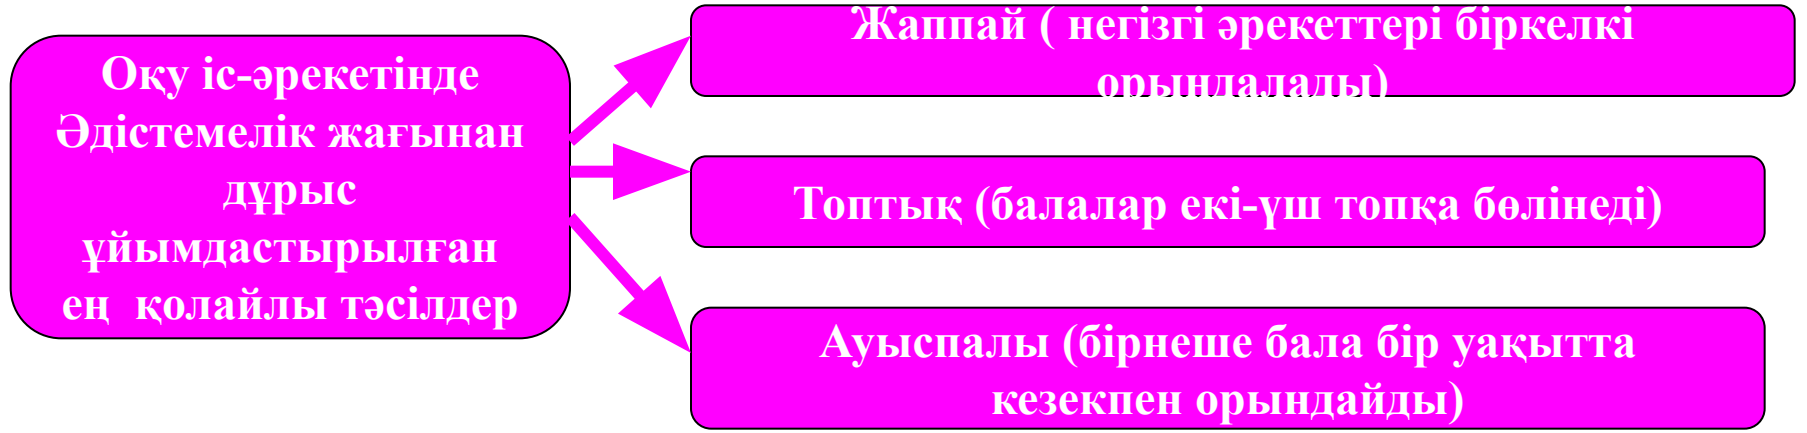 Оқу іс-әрекетінде
Әдістемелік жағынан
дұрыс
ұйымдастырылған
ең қолайлы тәсілдер
Жаппай ( негізгі әрекеттері біркелкі
орындалады)
Топтық (балалар екі-үш топқа бөлінеді)
Ауыспалы (бірнеше бала бір уақытта
кезекпен орындайды)